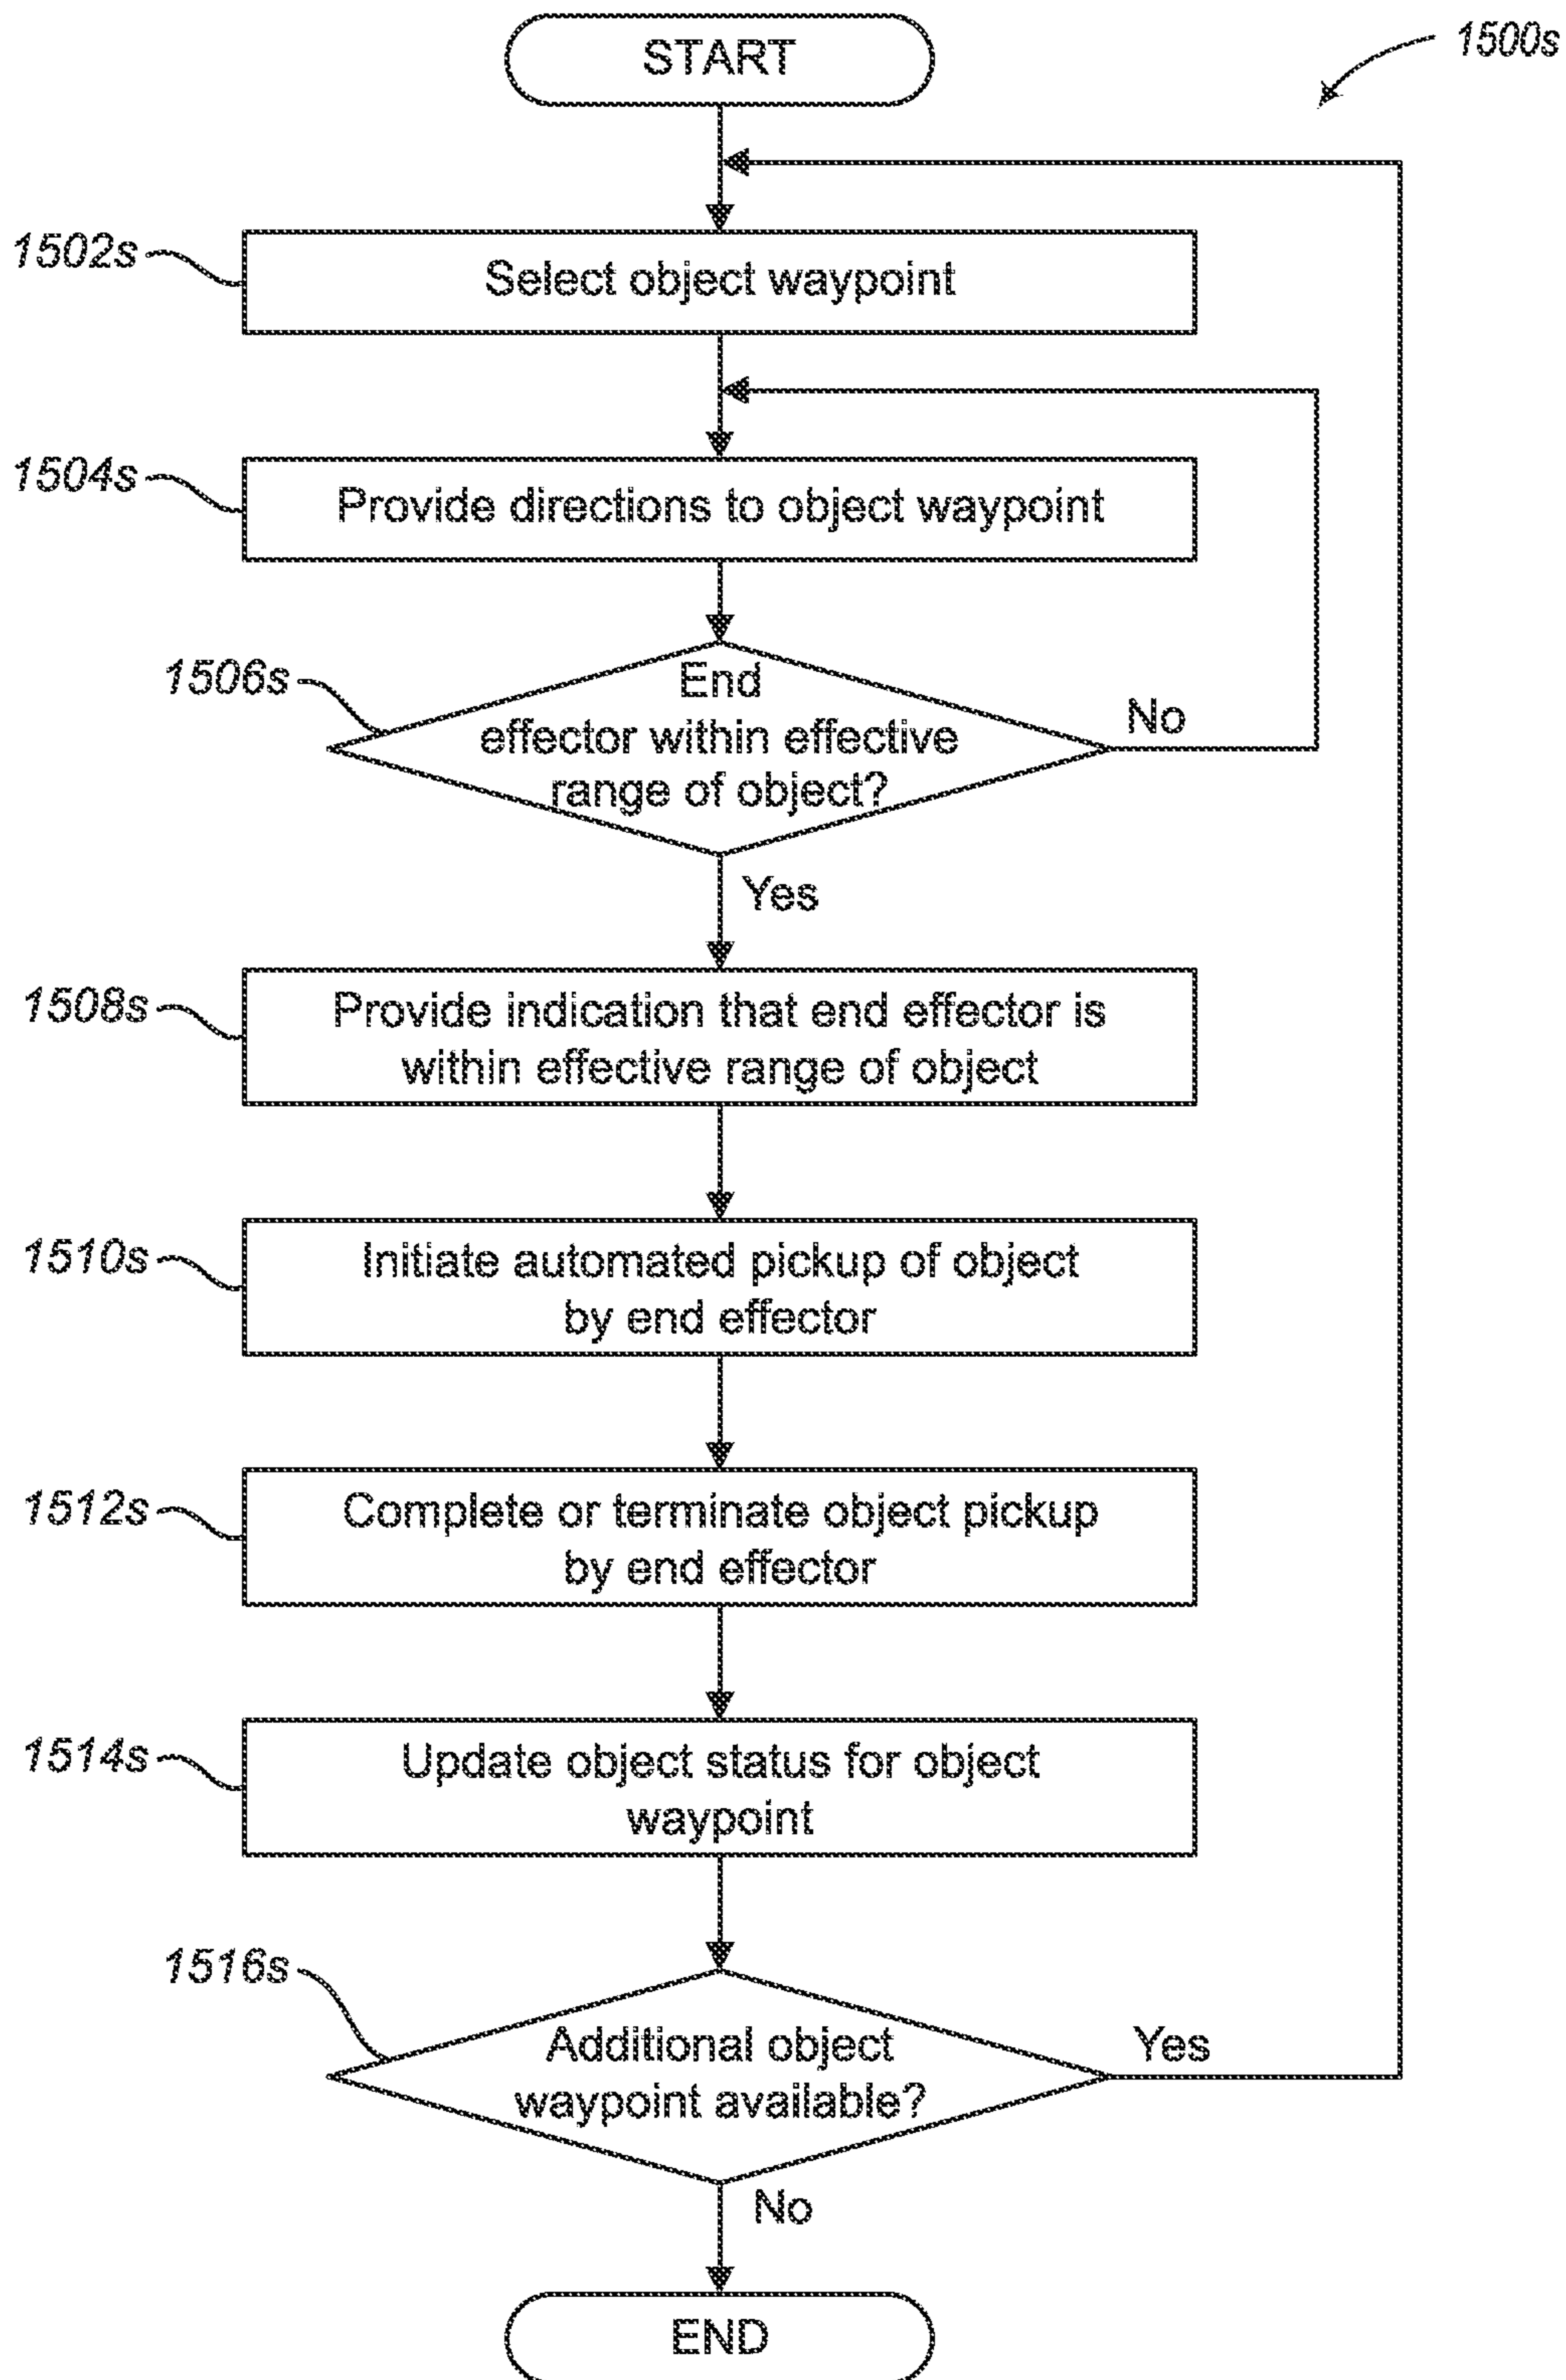 START
1500s
1502s
Select object waypoint
1504s
Provide directions to object waypoint
1506s
End
effector within effective
range of object?
No
Yes
1508s
Provide indication that end effector is
within effective range of object
1510s
Initiate automated pickup of object
by end effector
1512s
Complete or terminate object pickup
by end effector
1514s
Update object status for object
waypoint
1516s
Additional object
waypoint available?
Yes
No
END